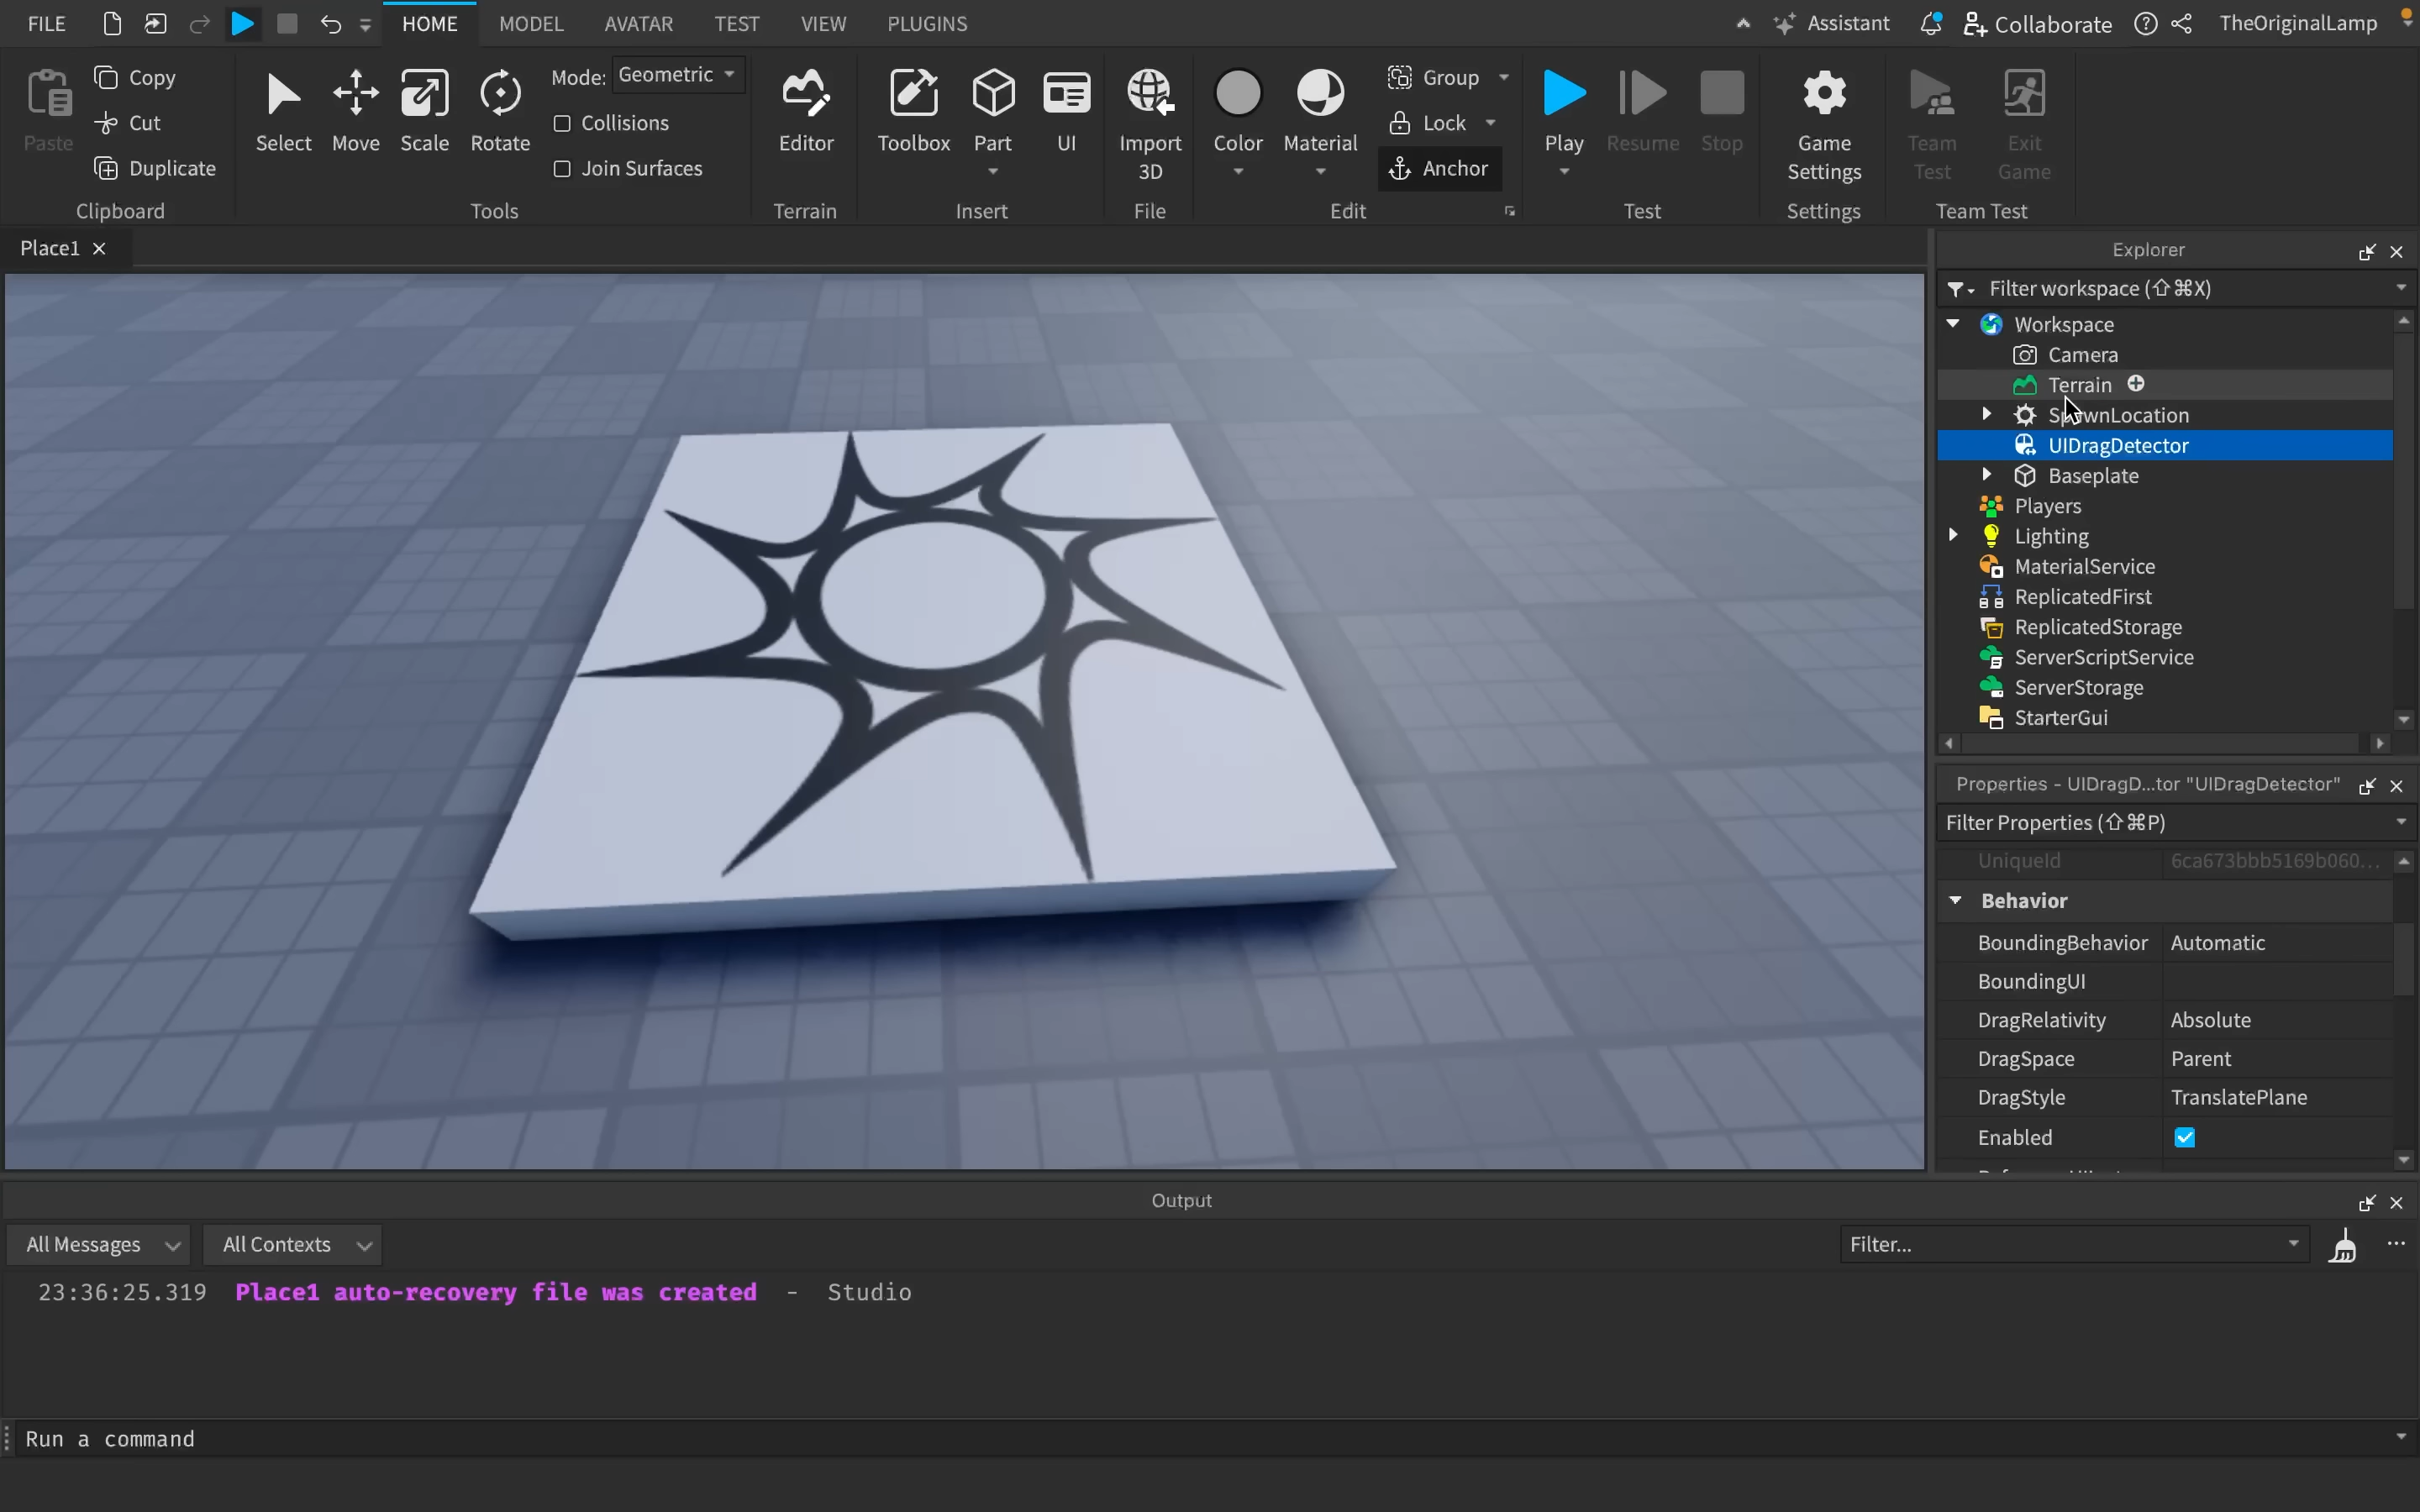 FILE HOME MODEL AVATAR TEST VIEW PLUGINS Assistant Collaborate TheOriginalLamp
Paste Copy Cut Duplicate Clipboard
Select Move Scale Rotate Mode: Geometric Collisions Join Surfaces Tools
Editor Terrain
Toolbox Part UI Insert
Import 3D File
Color Material Group Lock Anchor Edit
Play Resume Stop Test
Game Settings Settings
Team Test Exit Game Team Test
Place1
Explorer
Filter workspace (⇧⌘X)
Workspace
Camera
Terrain
SpawnLocation
UIDragDetector
Baseplate
Players
Lighting
MaterialService
ReplicatedFirst
ReplicatedStorage
ServerScriptService
ServerStorage
StarterGui
Properties - UIDragD...tor "UIDragDetector"
Filter Properties (⇧⌘P)
UniqueId 6ca673bbb5169b060...
Behavior
BoundingBehavior Automatic
BoundingUI
DragRelativity Absolute
DragSpace Parent
DragStyle TranslatePlane
Enabled
Output
All Messages All Contexts Filter...
23:36:25.319 Place1 auto-recovery file was created - Studio
Run a command